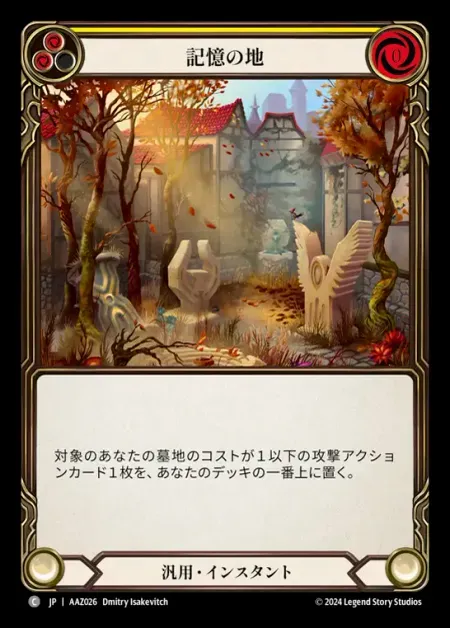 記憶の地
0
対象のあなたの墓地のコストが1以下の攻撃アクショ
ンカード1枚を、あなたのデッキの一番上に置く。
汎用・インスタント
C JP | AAZ026 Dmitry Isakevitch
© 2024 Legend Story Studios